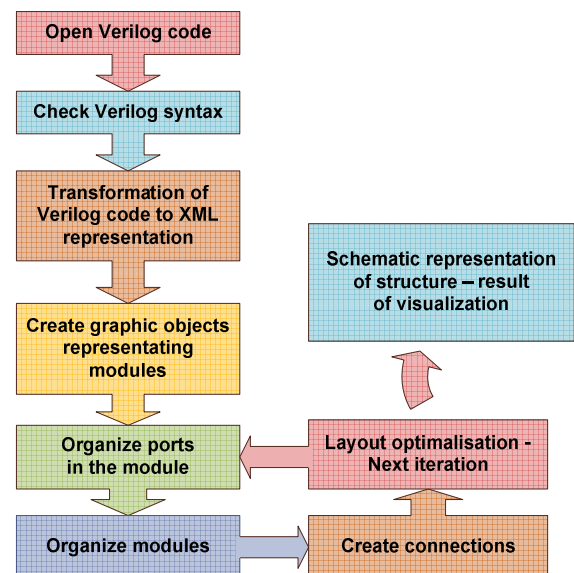 Open Verilog code
Check Verilog syntax
Transformation of
Verilog code to XML
representation
Create graphic objects
representating
modules
Organize ports
in the module
Organize modules
Create connections
Layout optimalisation -
Next iteration
Schematic representation
of structure – result
of visualization